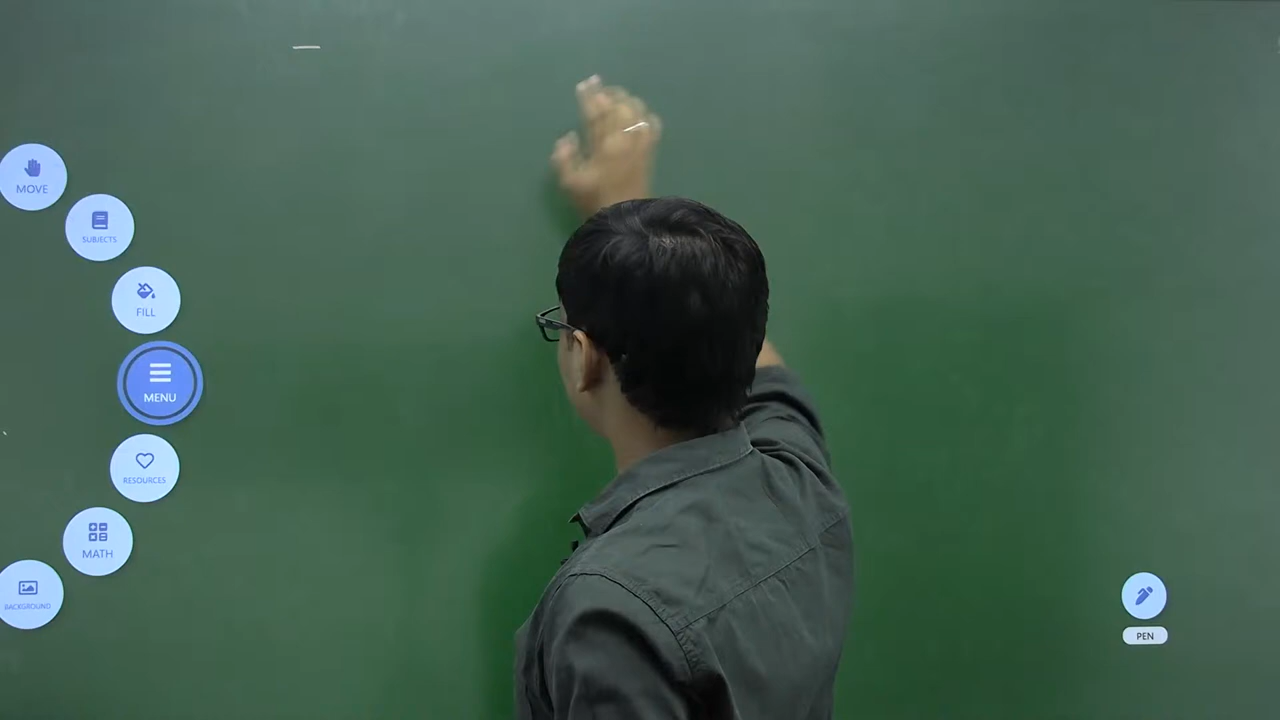 MOVE
SUBJECTS
FILL
MENU
RESOURCES
MATH
BACKGROUND
PEN